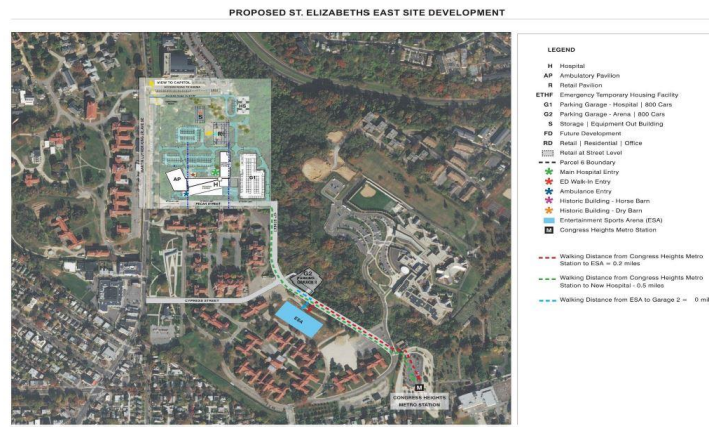 PROPOSED ST. ELIZABETHS EAST SITE DEVELOPMENT
LEGEND
H Hospital
AP Ambulatory Pavilion
R Retail Pavilion
ETHF Emergency Temporary Housing Facility
G1 Parking Garage - Hospital | 800 Cars
G2 Parking Garage - Arena | 800 Cars
S Storage | Equipment Out Building
FD Future Development
RD Retail | Residential | Office
Retail at Street Level
Parcel 6 Boundary
Main Hospital Entry
ED Walk-In Entry
Ambulance Entry
Historic Building - Horse Barn
Historic Building - Dry Barn
Entertainment Sports Arena (ESA)
M Congress Heights Metro Station
Walking Distance from Congress Heights Metro
Station to ESA = 0.2 miles
Walking Distance from Congress Heights Metro
Station to New Hospital - 0.5 miles
Walking Distance from ESA to Garage 2 = 0 mil
VIEW TO CAPITOL
S
AP
H
G1
G2
CYPRESS STREET
ESA
M
CONGRESS HEIGHTS
METRO STATION